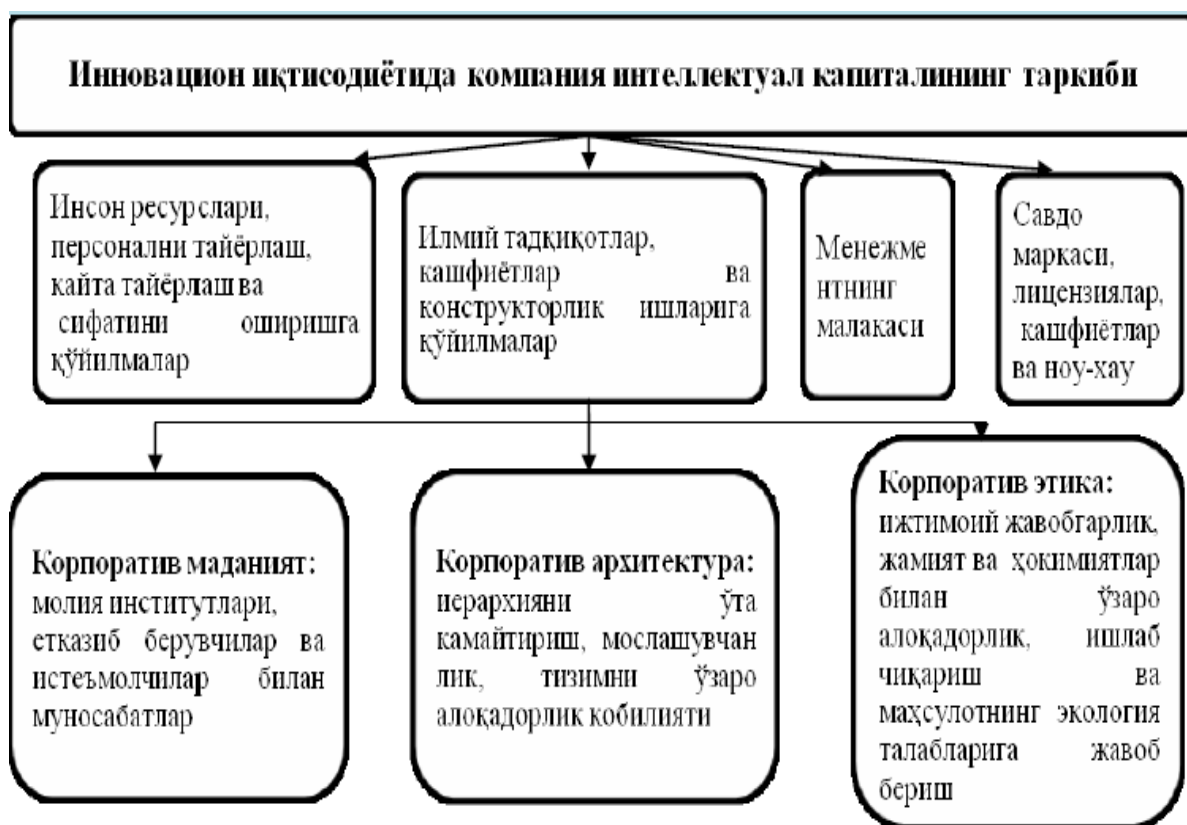 Инновацион иқтисодиётида компания интеллектуал капиталининг таркиби
Инсон ресурслари,
персонални тайёрлаш,
қайта тайёрлаш ва
сифатини оширишга
қўйилмалар
Илмий тадқиқотлар,
кашфиётлар ва
конструкторлик ишларига
қўйилмалар
Менежме
нтнинг
малакаси
Савдо
маркаси,
лицензиялар,
кашфиётлар
ва ноу-хау
Корпоратив маданият:
молия институтлари,
етказиб берувчилар ва
истеъмолчилар билан
муносабатлар
Корпоратив архитектура:
иерархияни ўта
камайтириш, мослашувчан
лик, тизимни ўзаро
алоқадорлик кобилияти
Корпоратив этика:
ижтимоий жавобгарлик,
жамият ва ҳокимиятлар
билан ўзаро
алоқадорлик, ишлаб
чиқариш ва
маҳсулотнинг экология
талабларига жавоб
бериш